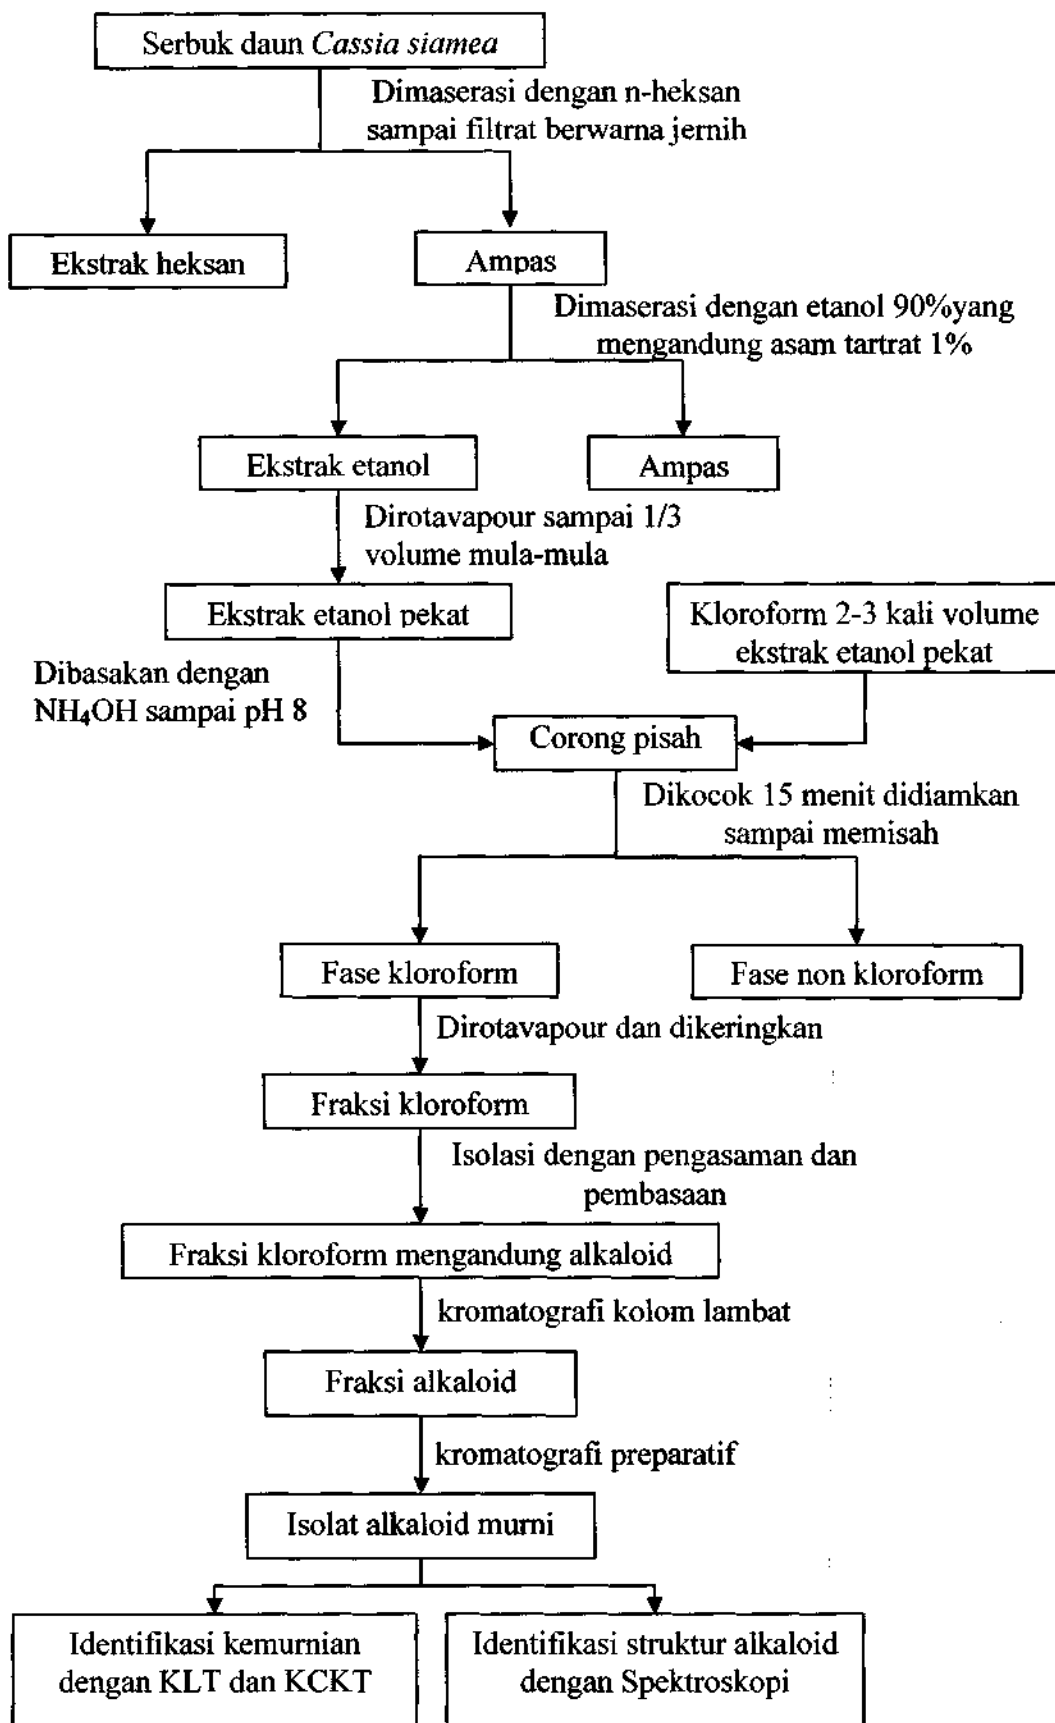 Serbuk daun Cassia siamea
Dimaserasi dengan n-heksan
sampai filtrat berwarna jernih
Ekstrak heksan
Ampas
Dimaserasi dengan etanol 90%yang
mengandung asam tartrat 1%
Ekstrak etanol
Ampas
Dirotavapour sampai 1/3
volume mula-mula
Ekstrak etanol pekat
Kloroform 2-3 kali volume
ekstrak etanol pekat
Dibasakan dengan
NH₄OH sampai pH 8
Corong pisah
Dikocok 15 menit didiamkan
sampai memisah
Fase kloroform
Fase non kloroform
Dirotavapour dan dikeringkan
Fraksi kloroform
Isolasi dengan pengasaman dan
pembasaan
Fraksi kloroform mengandung alkaloid
kromatografi kolom lambat
Fraksi alkaloid
kromatografi preparatif
Isolat alkaloid murni
Identifikasi kemurnian
dengan KLT dan KCKT
Identifikasi struktur alkaloid
dengan Spektroskopi